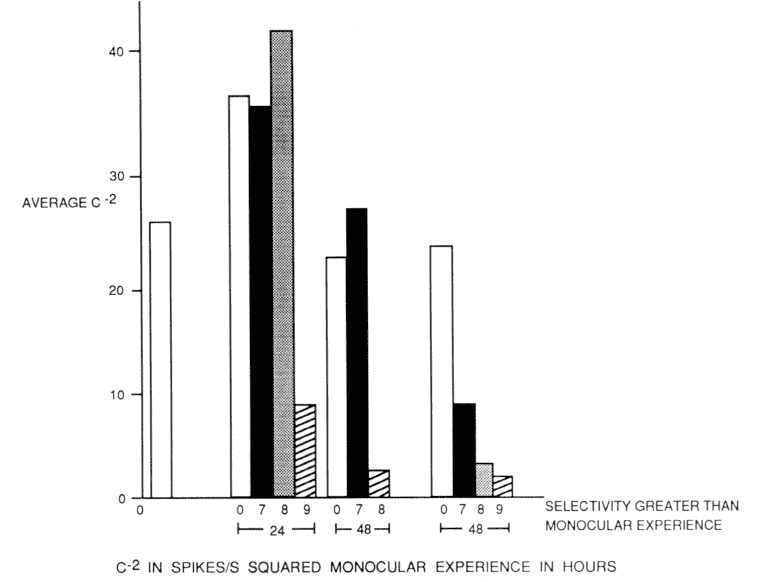 40
30
AVERAGE C -2
20
10
0
0 0 7 8 9 0 7 8 0 7 8 9 SELECTIVITY GREATER THAN
24 48 48 MONOCULAR EXPERIENCE
C-2 IN SPIKES/S SQUARED MONOCULAR EXPERIENCE IN HOURS